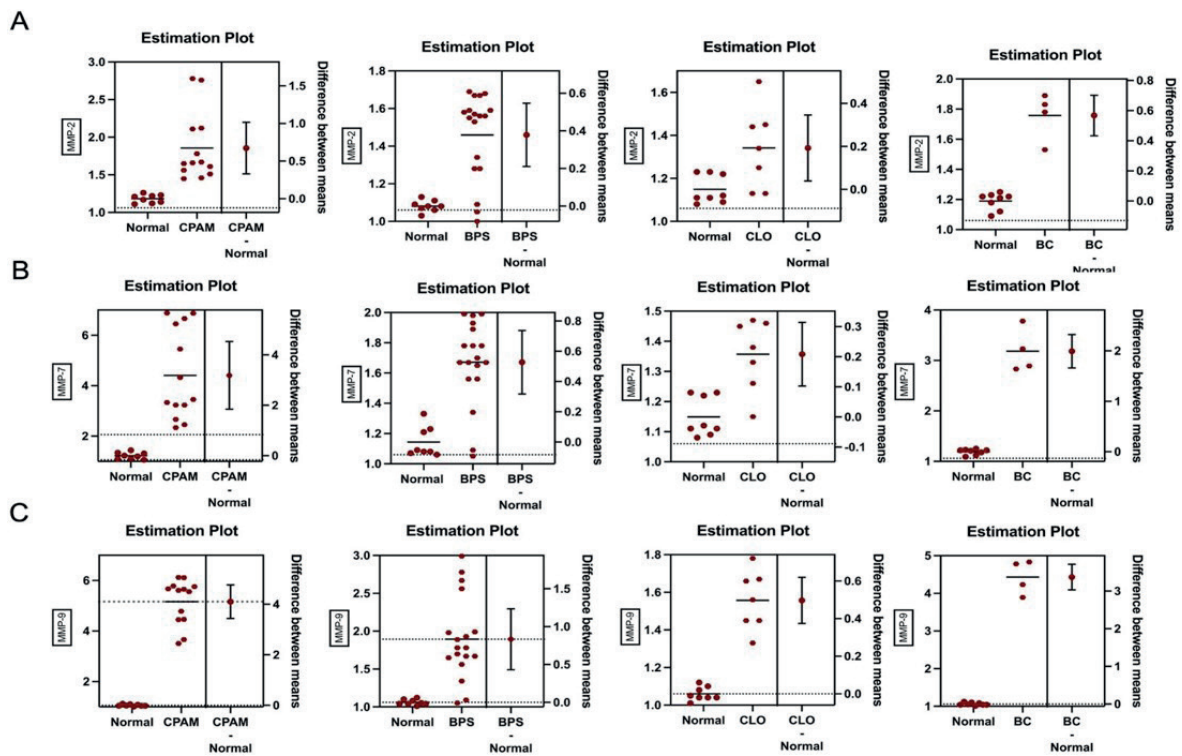 A
Estimation Plot
MMP-2
3.0
2.5
2.0
1.5
1.0
1.5
1.0
0.5
0.0
Difference between means
Normal CPAM CPAM
-
Normal
Estimation Plot
MMP-2
1.8
1.6
1.4
1.2
1.0
0.6
0.4
0.2
0.0
Difference between means
Normal BPS BPS
-
Normal
Estimation Plot
MMP-2
1.8
1.6
1.4
1.2
1.0
0.4
0.2
0.0
Difference between means
Normal CLO CLO
-
Normal
Estimation Plot
MMP-2
2.0
1.8
1.6
1.4
1.2
1.0
0.8
0.6
0.4
0.2
0.0
Difference between means
Normal BC BC
-
Normal
B
Estimation Plot
MMP-7
6
4
2
4
2
0
Difference between means
Normal CPAM CPAM
-
Normal
Estimation Plot
MMP-7
2.0
1.8
1.6
1.4
1.2
1.0
0.8
0.6
0.4
0.2
0.0
Difference between means
Normal BPS BPS
-
Normal
Estimation Plot
MMP-7
1.5
1.4
1.3
1.2
1.1
1.0
0.3
0.2
0.1
0.0
-0.1
Difference between means
Normal CLO CLO
-
Normal
Estimation Plot
MMP-7
4
3
2
1
2
1
0
Difference between means
Normal BC BC
-
Normal
C
Estimation Plot
MMP-9
6
4
2
4
2
0
Difference between means
Normal CPAM CPAM
-
Normal
Estimation Plot
MMP-9
3.0
2.5
2.0
1.5
1.0
1.5
1.0
0.5
0.0
Difference between means
Normal BPS BPS
-
Normal
Estimation Plot
MMP-9
1.8
1.6
1.4
1.2
1.0
0.6
0.4
0.2
0.0
Difference between means
Normal CLO CLO
-
Normal
Estimation Plot
MMP-9
5
4
3
2
1
3
2
1
0
Difference between means
Normal BC BC
-
Normal